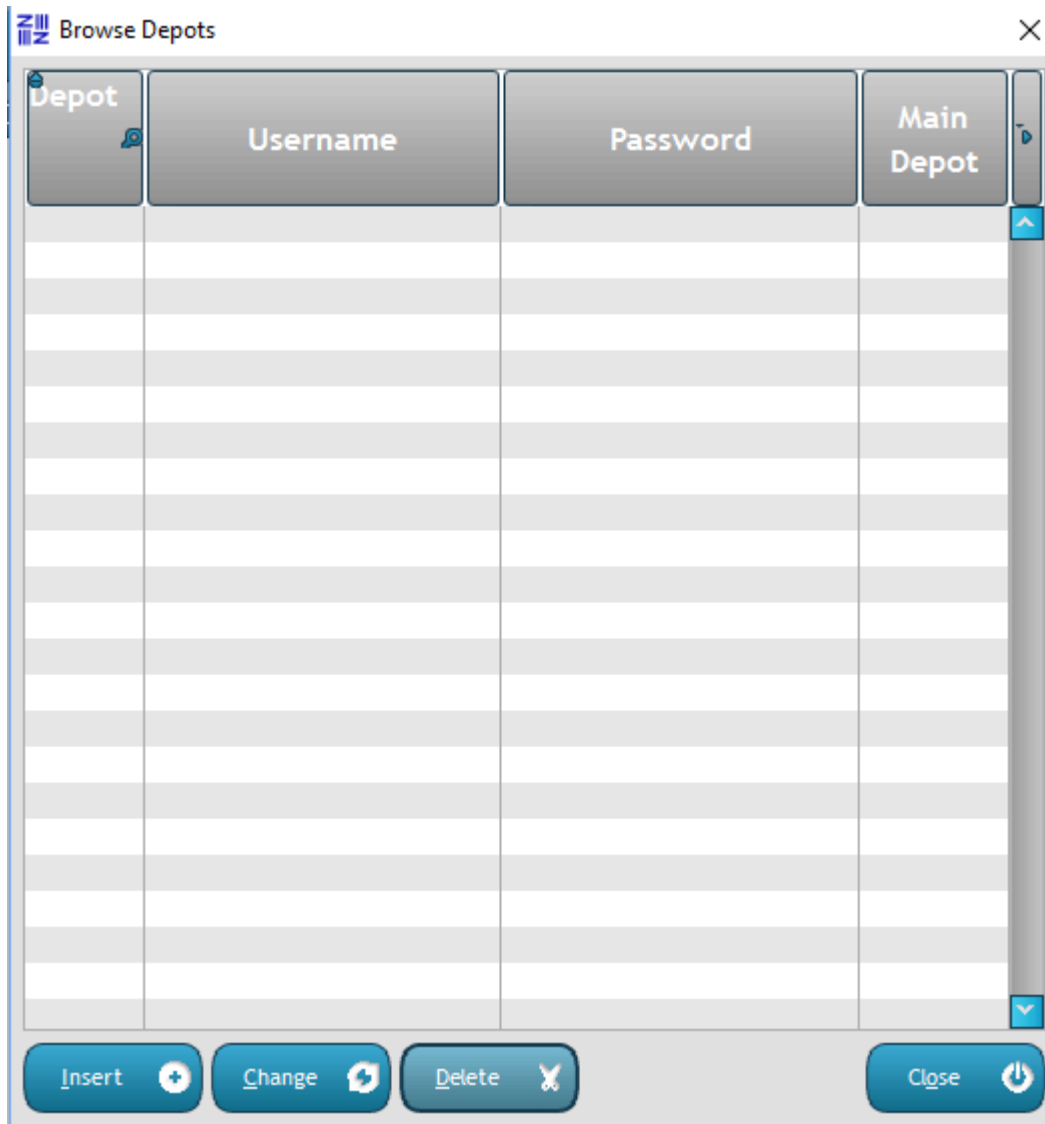 Browse Depots
Depot
Username
Password
Main
Depot
Insert
Change
Delete
Close